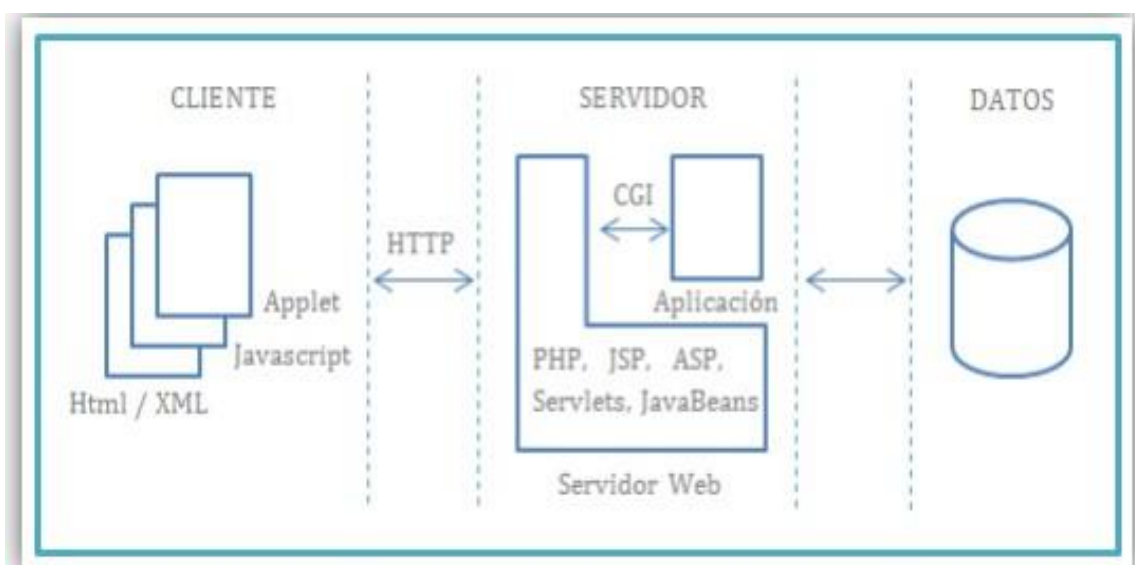 CLIENTE
SERVIDOR
DATOS
CGI
HTTP
Applet
Aplicación
Javascript
PHP, JSP, ASP,
Html / XML
Servlets, JavaBeans
Servidor Web